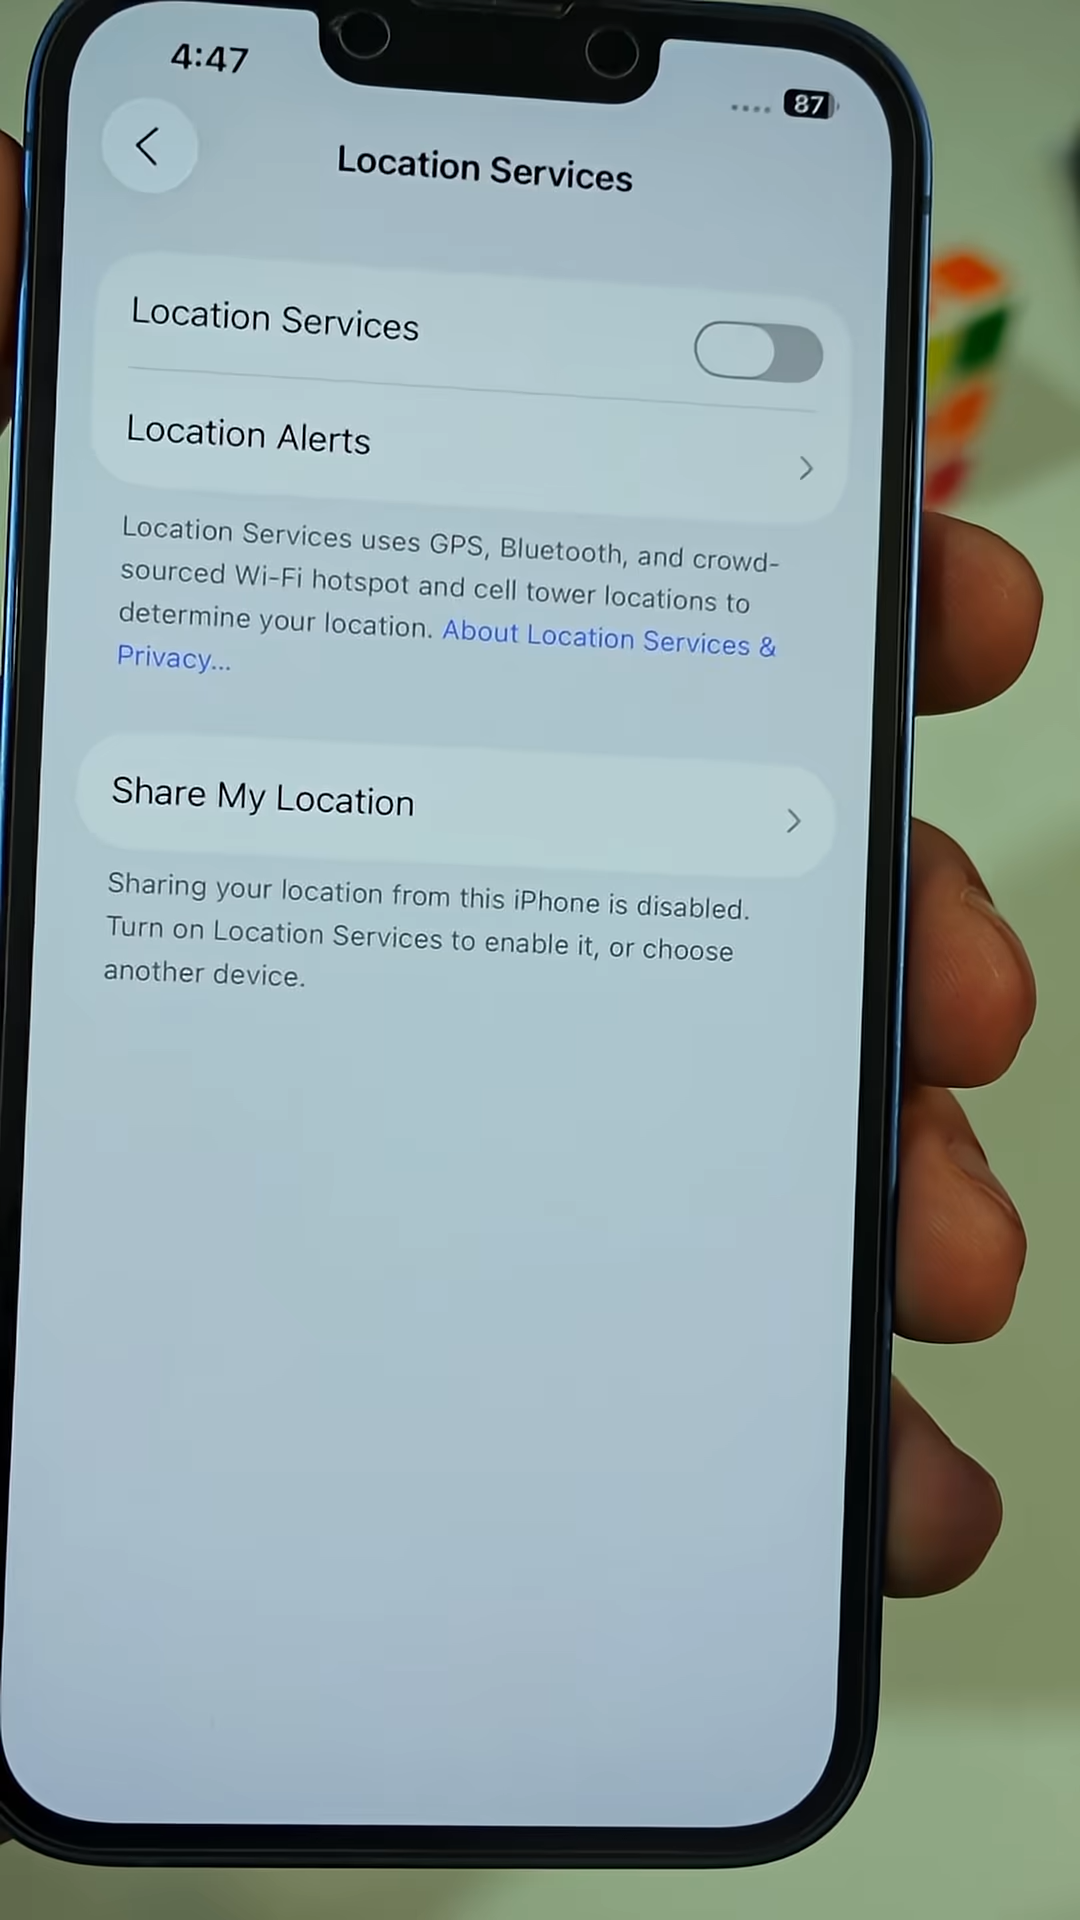 4:47
87
Location Services
Location Services
Location Alerts
Location Services uses GPS, Bluetooth, and crowd-
sourced Wi-Fi hotspot and cell tower locations to
determine your location. About Location Services &
Privacy...
Share My Location
Sharing your location from this iPhone is disabled.
Turn on Location Services to enable it, or choose
another device.